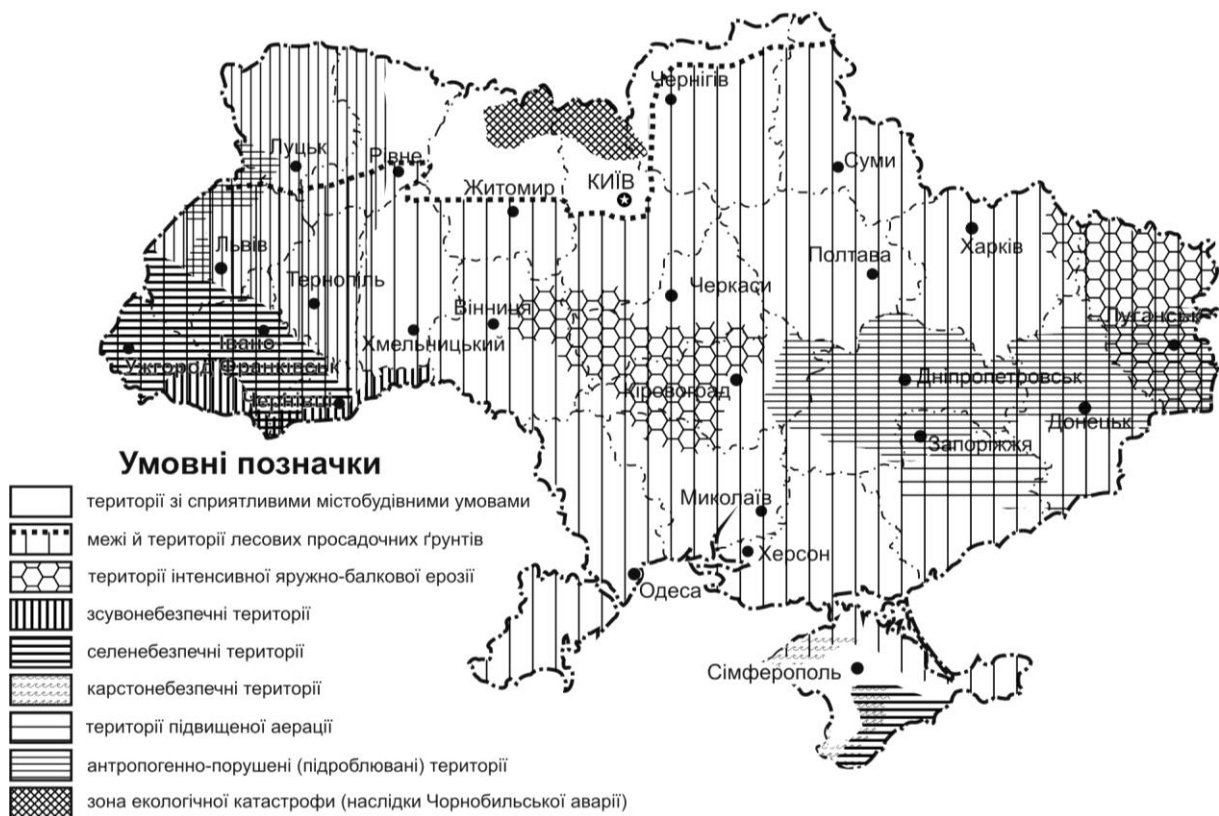 Чернігів
Луцьк
Рівне
Суми
Житомир
КИЇВ
Львів
Харків
Полтава
Тернопіль
Черкаси
Вінниця
Луганськ
Івано
Хмельчицький
Ужгород Франківськ
Кіровоград
Дніпропетровськ
Чернівці
Донецьк
Запоріжжя
Умовні позначки
Миколаїв
території зі сприятливими містобудівними умовами
межі й території лесових просадочних ґрунтів
Херсон
території інтенсивної яружно-балкової ерозії
Одеса
зсувонебезпечні території
селенебезпечні території
Сімферополь
карстонебезпечні території
території підвищеної аерації
антропогенно-порушені (підроблювані) території
зона екологічної катастрофи (наслідки Чорнобильської аварії)